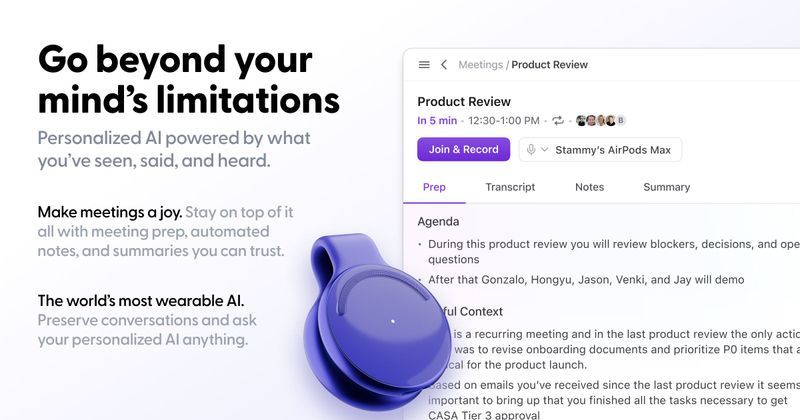 Go beyond your
mind's limitations
Personalized AI powered by what
you've seen, said, and heard.
Make meetings a joy. Stay on top of it
all with meeting prep, automated
notes, and summaries you can trust.
The world's most wearable AI.
Preserve conversations and ask
your personalized AI anything.
Meetings / Product Review
Product Review
In 5 min · 12:30-1:00 PM · · B
Join & Record
Stammy's AirPods Max
Prep Transcript Notes Summary
Agenda
· During this product review you will review blockers, decisions, and ope
questions
· After that Gonzalo, Hongyu, Jason, Venki, and Jay will demo
ful Context
is a recurring meeting and in the last product review the only actio
was to revise onboarding documents and prioritize P0 items that a
cal for the product launch.
ased on emails you've received since the last product review it seems
important to bring up that you finished all the tasks necessary to get
CASA Tier 3 approval